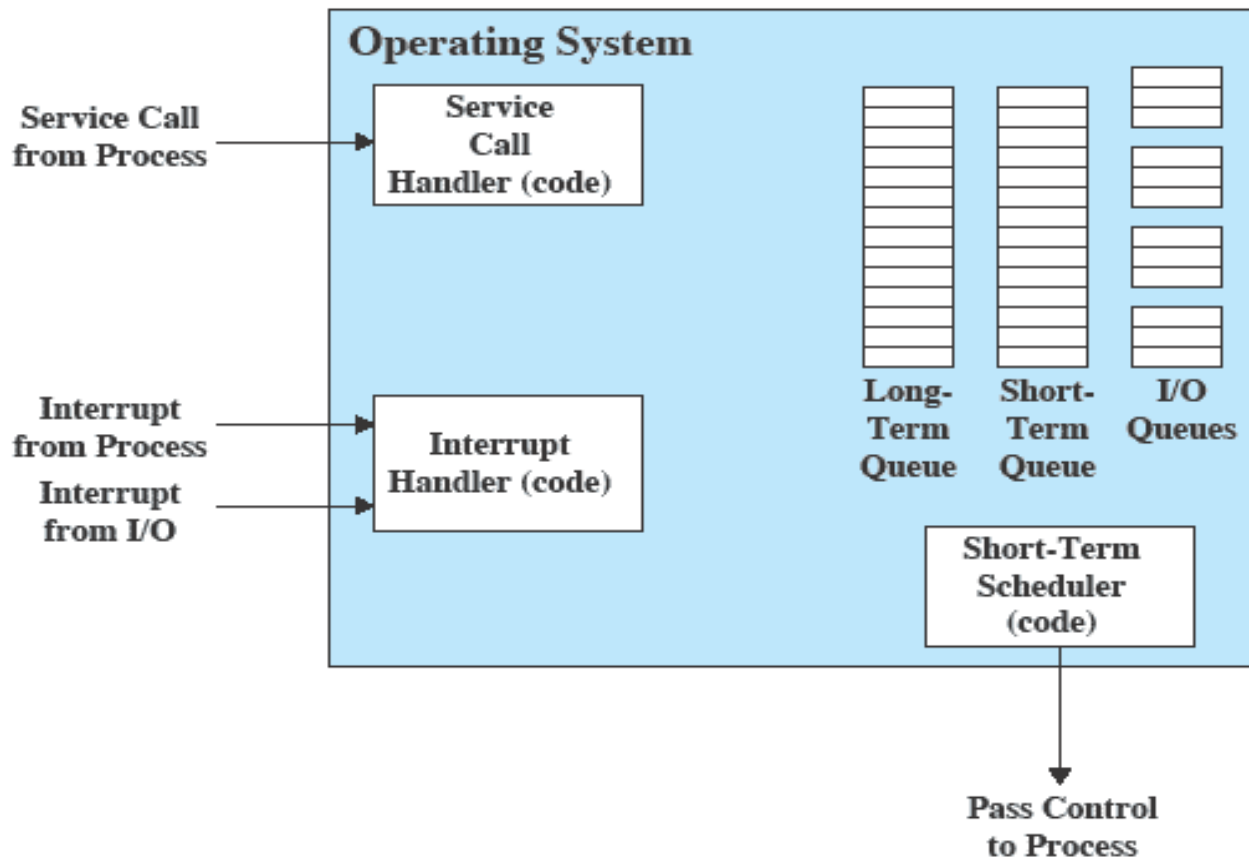 Operating System
Service Call
from Process
Service
Call
Handler (code)
Interrupt
from Process
Interrupt
from I/O
Interrupt
Handler (code)
Long-
Term
Queue
Short-
Term
Queue
I/O
Queues
Short-Term
Scheduler
(code)
Pass Control
to Process